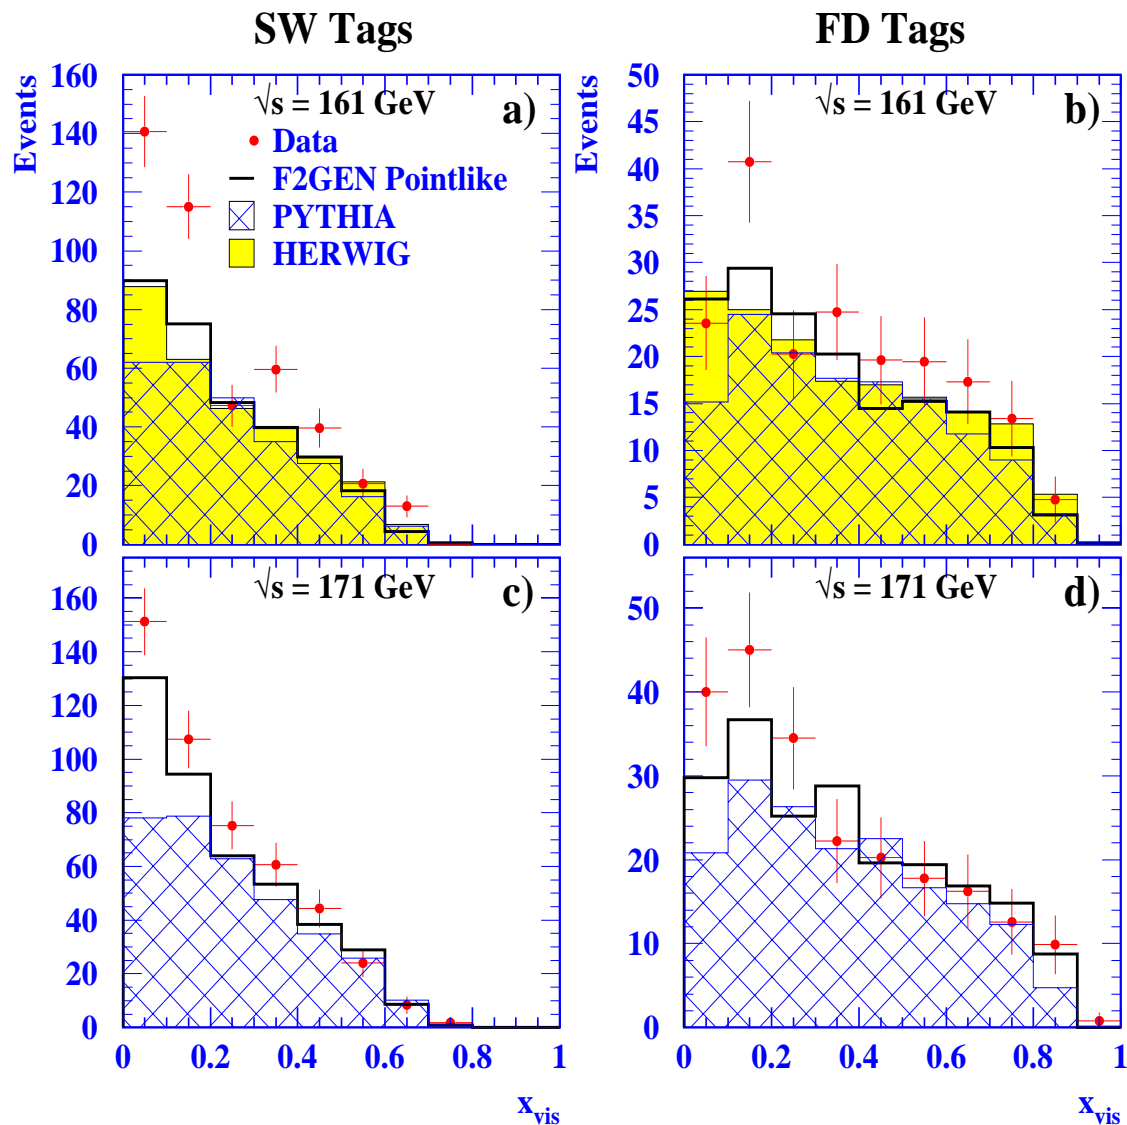 SW Tags
FD Tags
Events
160
140
120
100
80
60
40
20
0
√s = 161 GeV
a)
Data
F2GEN Pointlike
PYTHIA
HERWIG
Events
50
45
40
35
30
25
20
15
10
5
0
√s = 161 GeV
b)
160
140
120
100
80
60
40
20
0
√s = 171 GeV
c)
0 0.2 0.4 0.6 0.8 1
x_vis
50
40
30
20
10
0
√s = 171 GeV
d)
0 0.2 0.4 0.6 0.8 1
x_vis